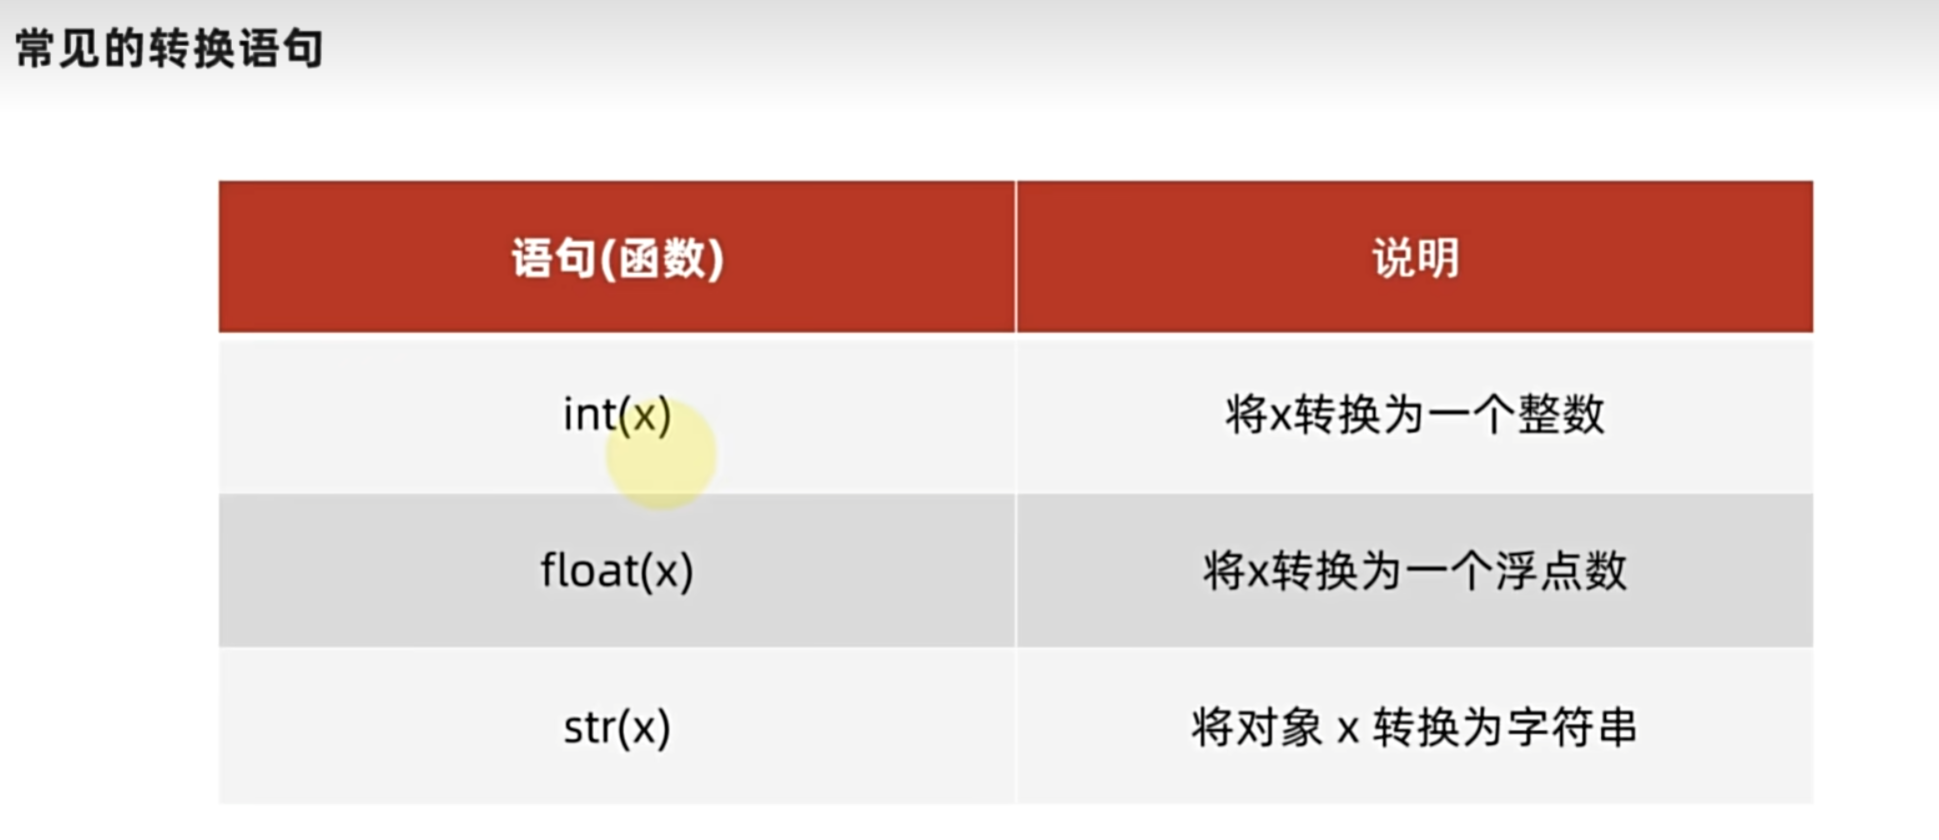 常见的转换语句
语句(函数)
说明
int(x)
将x转换为一个整数
float(x)
将x转换为一个浮点数
str(x)
将对象 x 转换为字符串